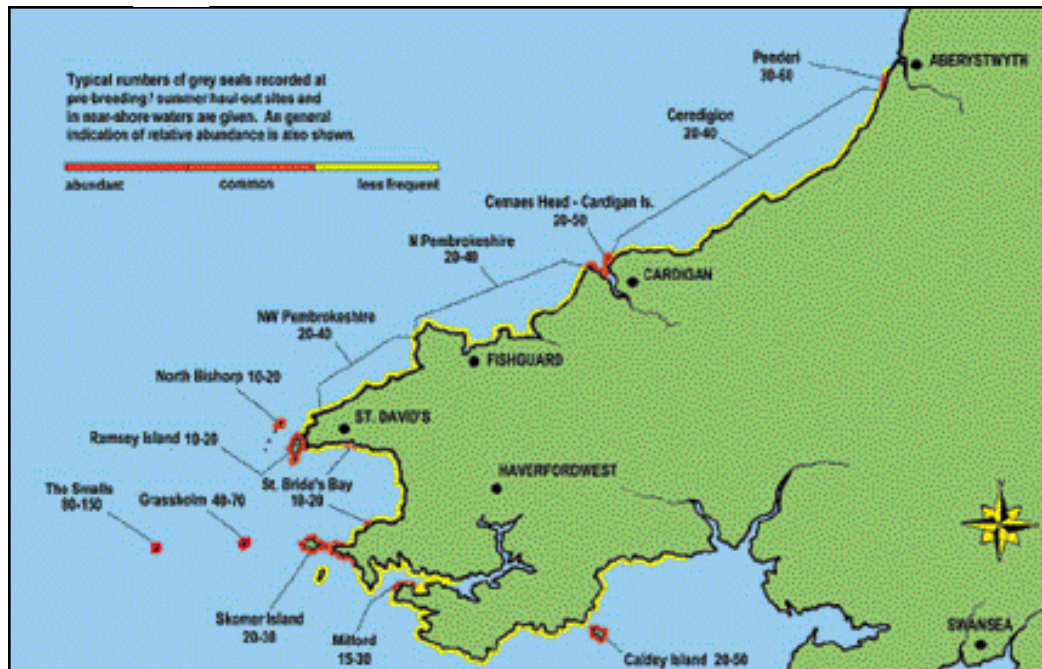 Typical numbers of grey seals recorded at
pre-breeding,¹ summer haul-out sites and
in near-shore waters are given. An general
indication of relative abundance is also shown.
abundant common less frequent
Penderi
30-60
ABERYSTWYTH
Ceredigion
20-40
Cemaes Head - Cardigan Is.
20-50
N Pembrokeshire
20-40
CARDIGAN
NW Pembrokeshire
20-40
FISHGUARD
North Bishorp 10-20
ST. DAVID'S
Ramsey Island 10-20
HAVERFORDWEST
St. Bride's Bay
10-20
The Smalls
Grassholm 40-70
N
Skomer Island
20-30
Milford
15-30
Caldey Island 20-50
SWANSEA